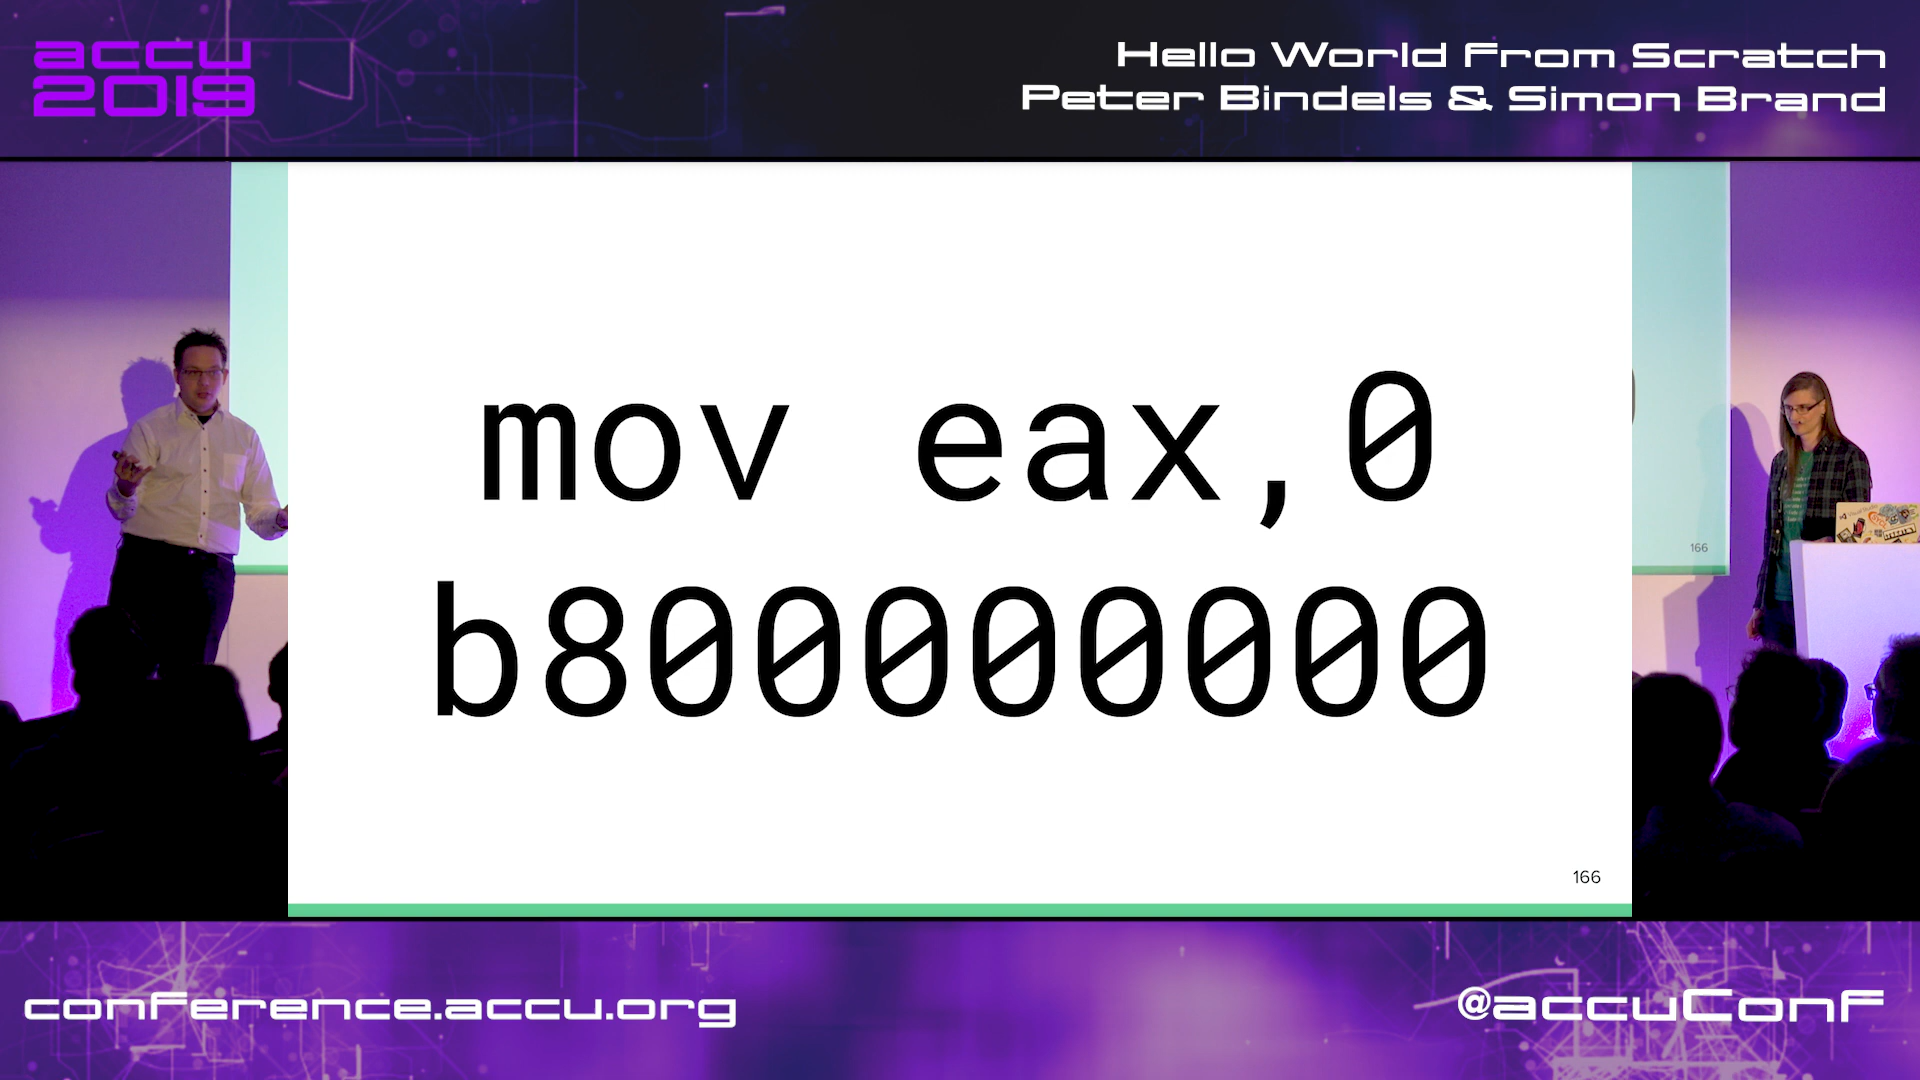 accu
2019
Hello World From Scratch
Peter Bindels & Simon Brand
mov eax,0
b800000000
166
166
conference.accu.org
@accuConf